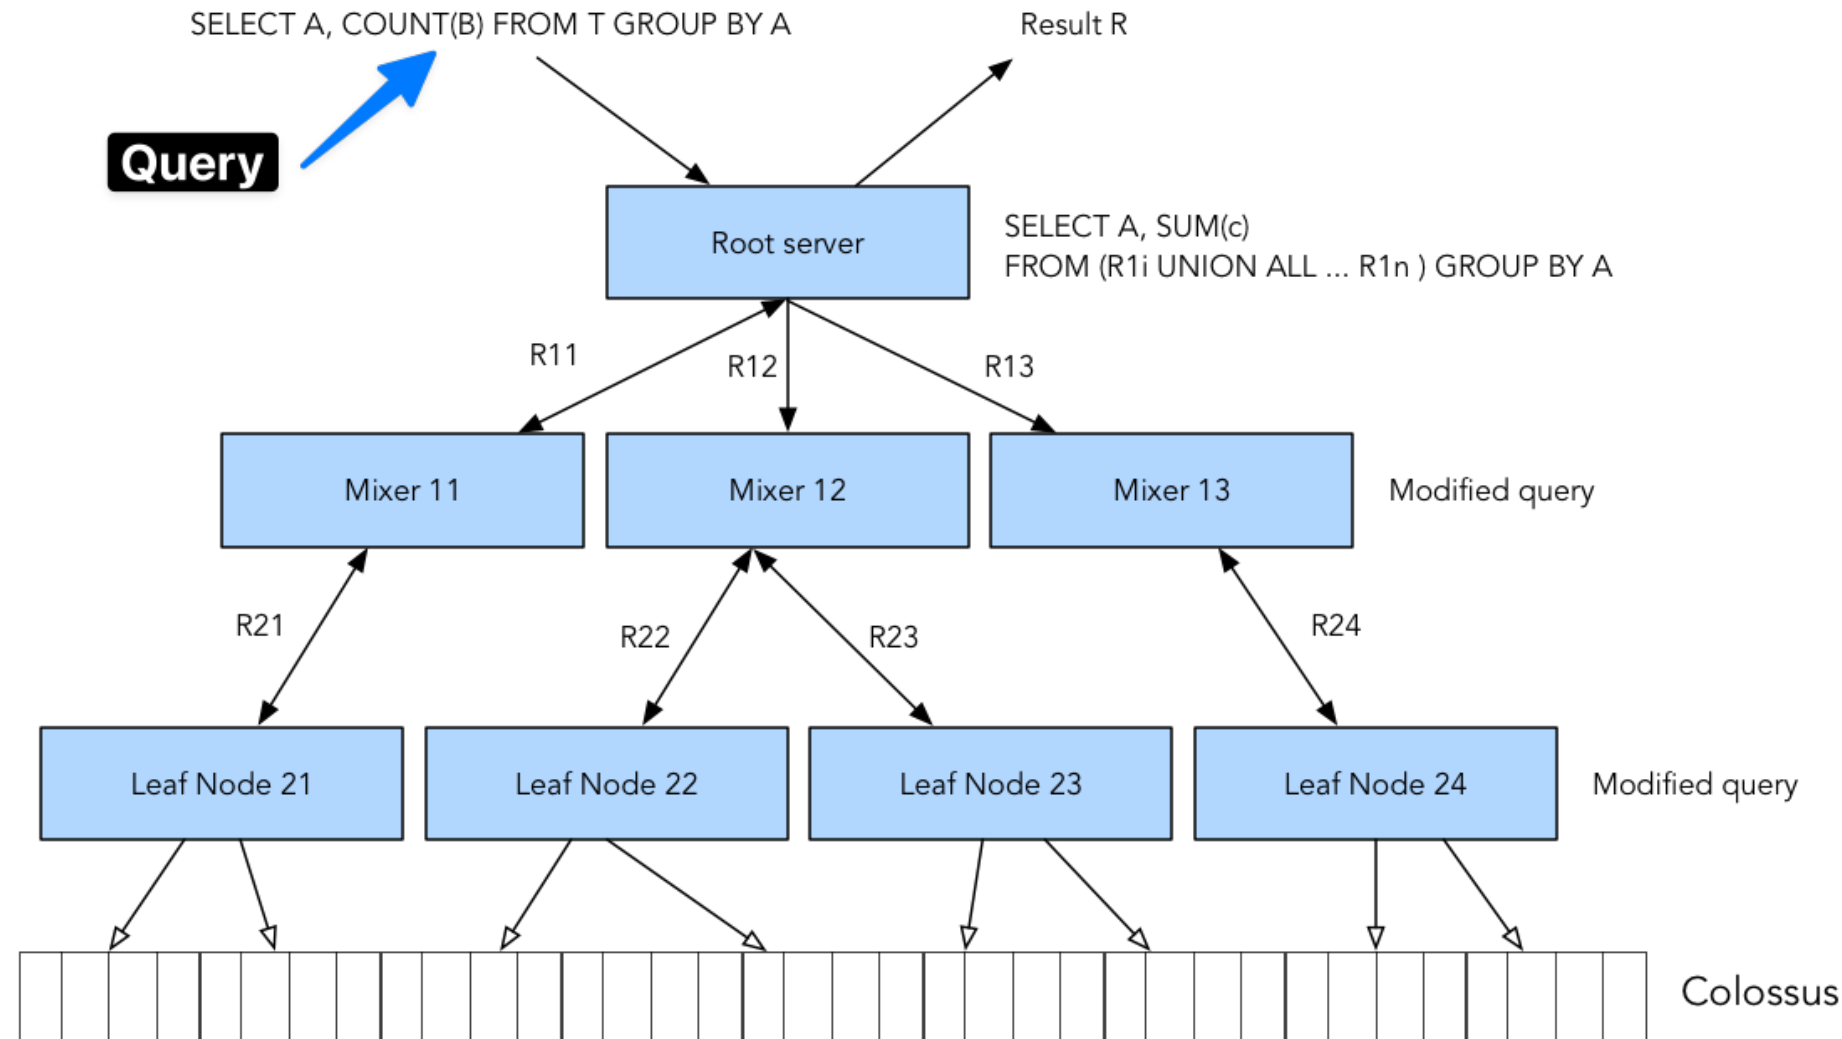 SELECT A, COUNT(B) FROM T GROUP BY A
Result R
Query
Root server
SELECT A, SUM(c)
FROM (R1i UNION ALL ... R1n ) GROUP BY A
R11
R12
R13
Mixer 11
Mixer 12
Mixer 13
Modified query
R21
R22
R23
R24
Leaf Node 21
Leaf Node 22
Leaf Node 23
Leaf Node 24
Modified query
Colossus